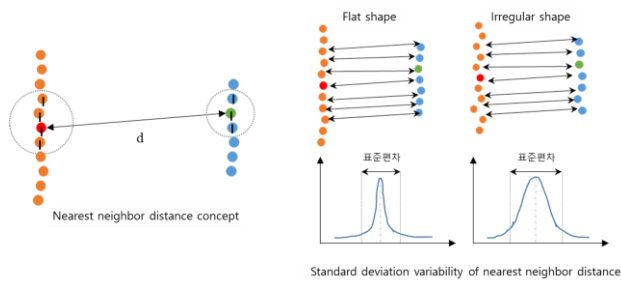 Flat shape
Irregular shape
d
표준편차
표준편차
Nearest neighbor distance concept
Standard deviation variability of nearest neighbor distance